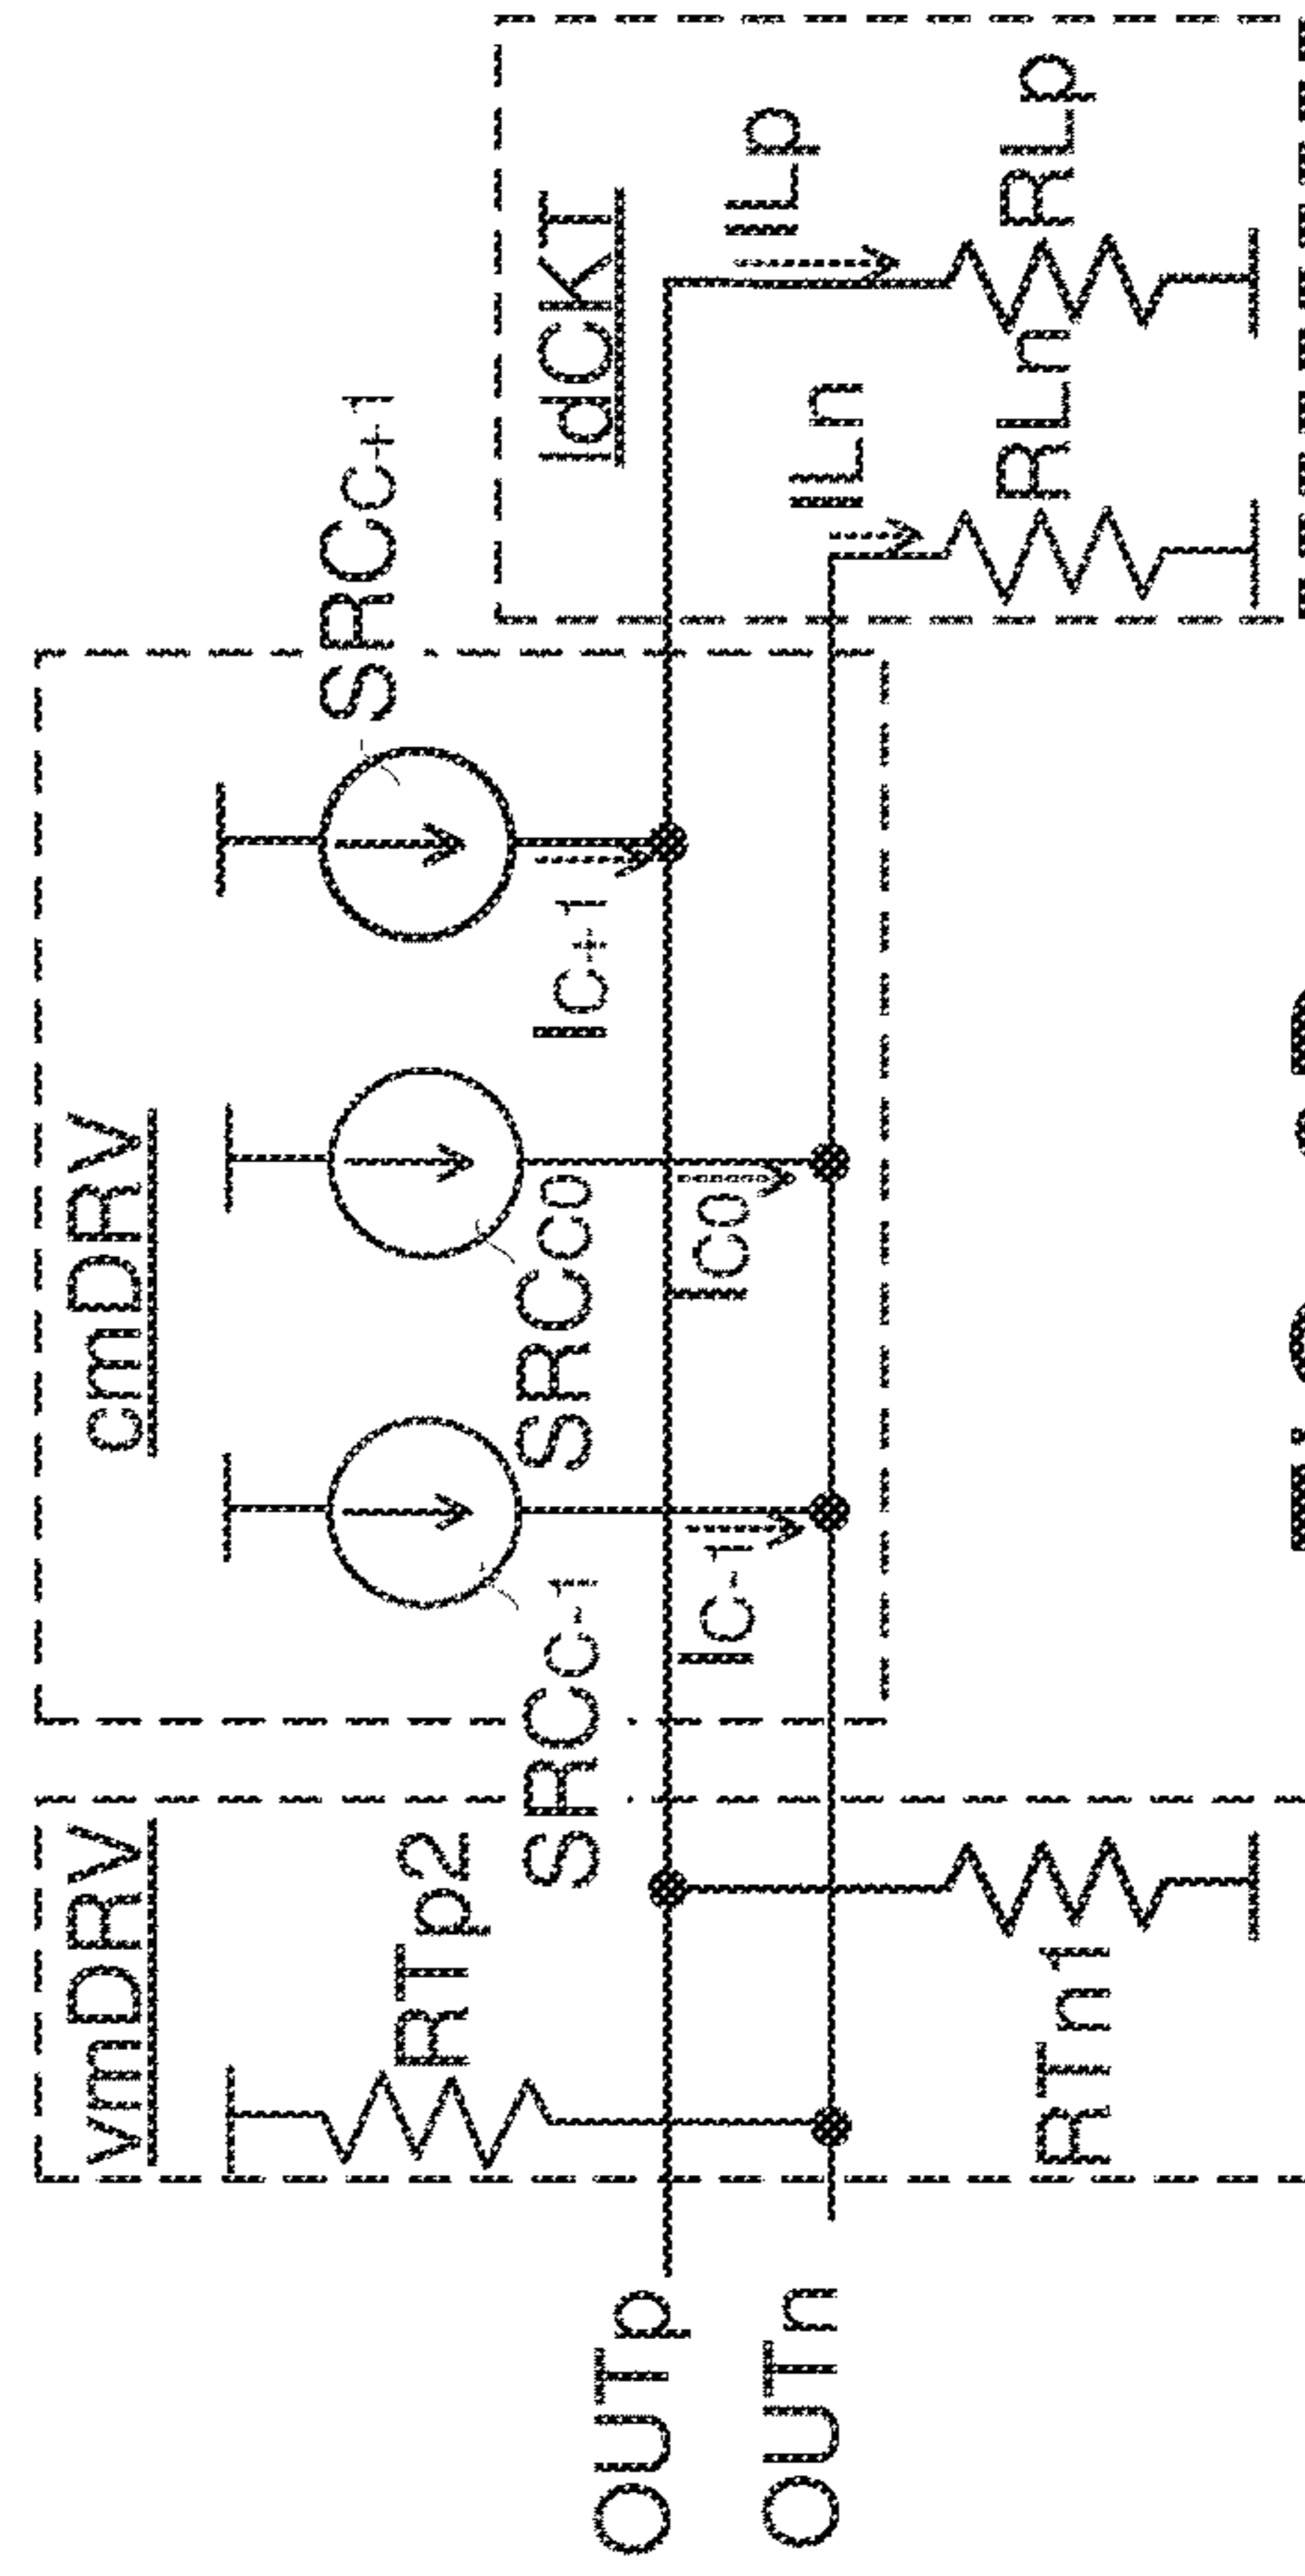 vmDRV
cmDRV
ldCKT
RTp2
SRCC-1
SRCC0
SRCC+1
IC-1
IC0
IC+1
ILn
ILp
OUTp
OUTn
RTn1
RLn
RLp